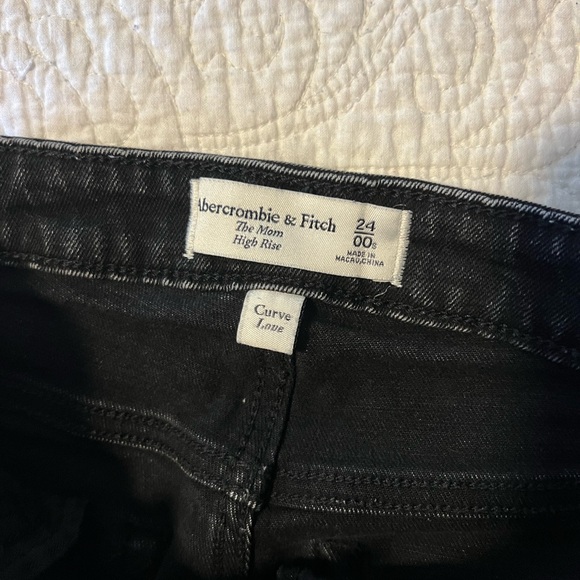 Abercrombie & Fitch
The Mom
High Rise
24
00s
MADE IN
MACAU,CHINA
Curve
Love